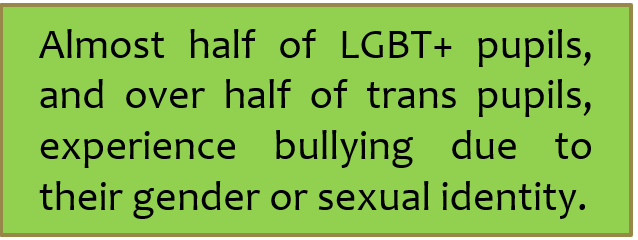 Almost half of LGBT+ pupils,
and over half of trans pupils,
experience bullying due to
their gender or sexual identity.